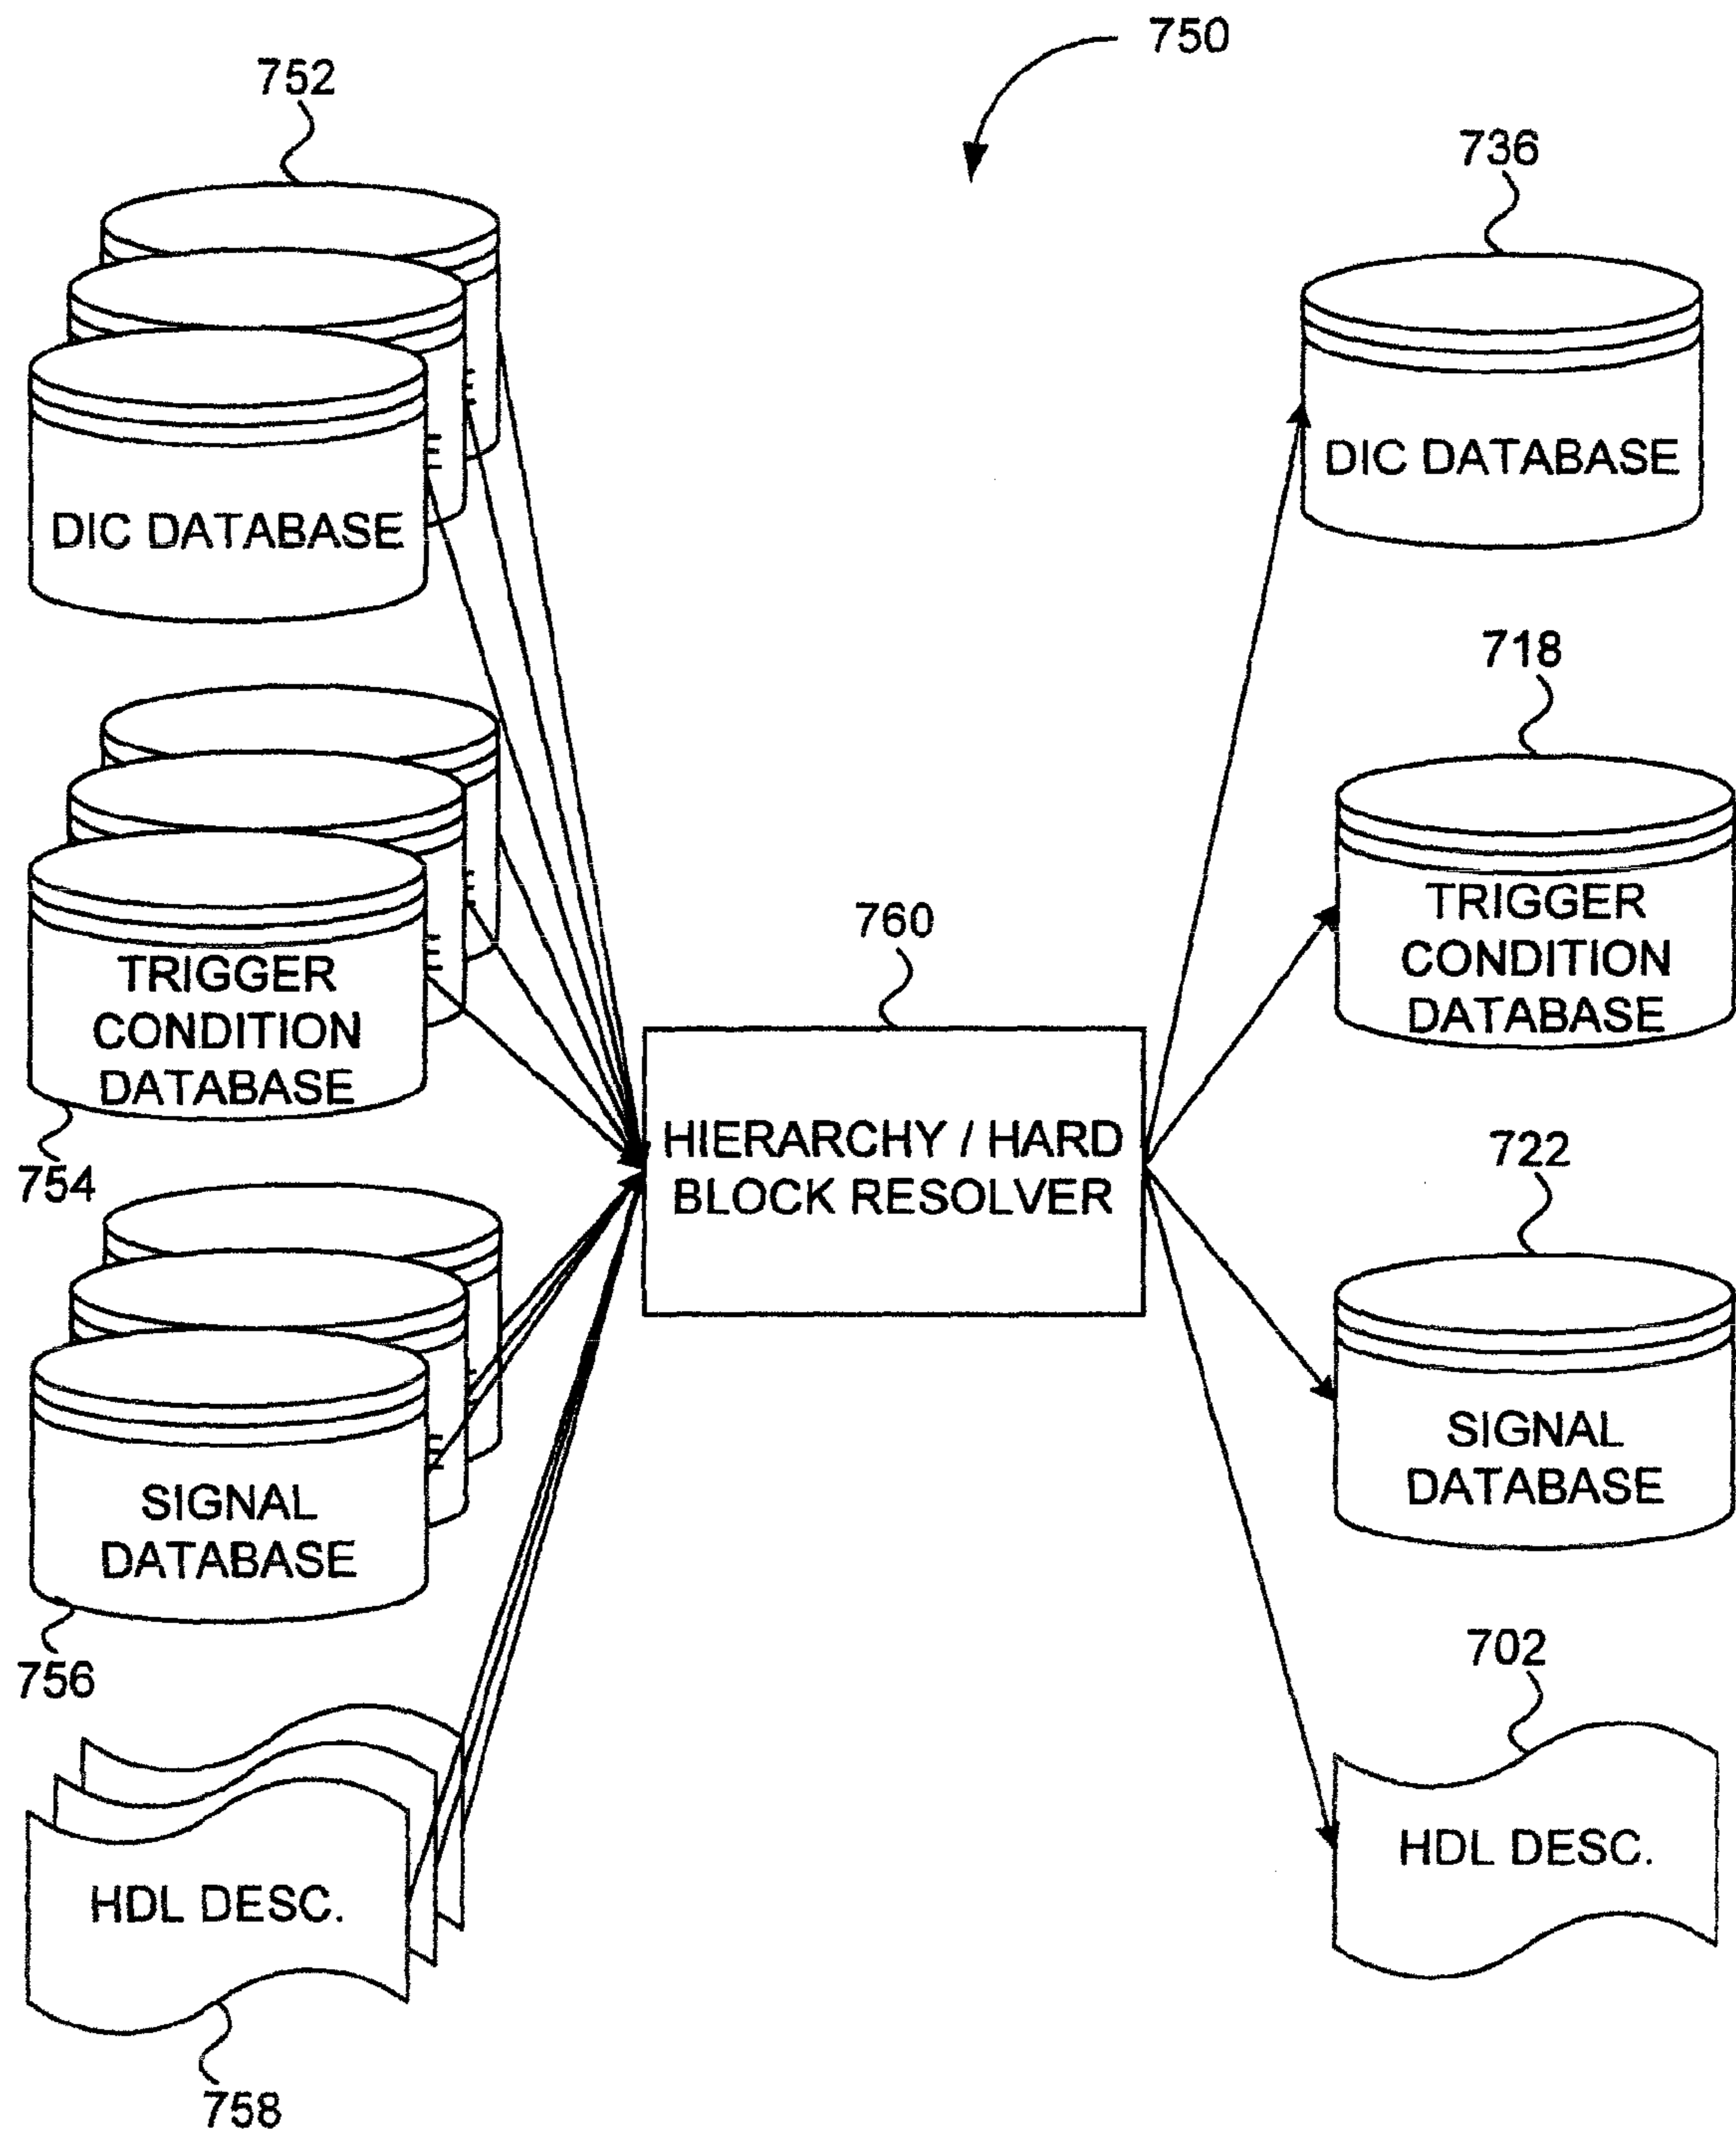 750
752
736
DIC DATABASE
DIC DATABASE
718
TRIGGER
CONDITION
DATABASE
760
TRIGGER
CONDITION
DATABASE
754
HIERARCHY / HARD
BLOCK RESOLVER
722
SIGNAL
DATABASE
SIGNAL
DATABASE
756
702
HDL DESC.
HDL DESC.
758